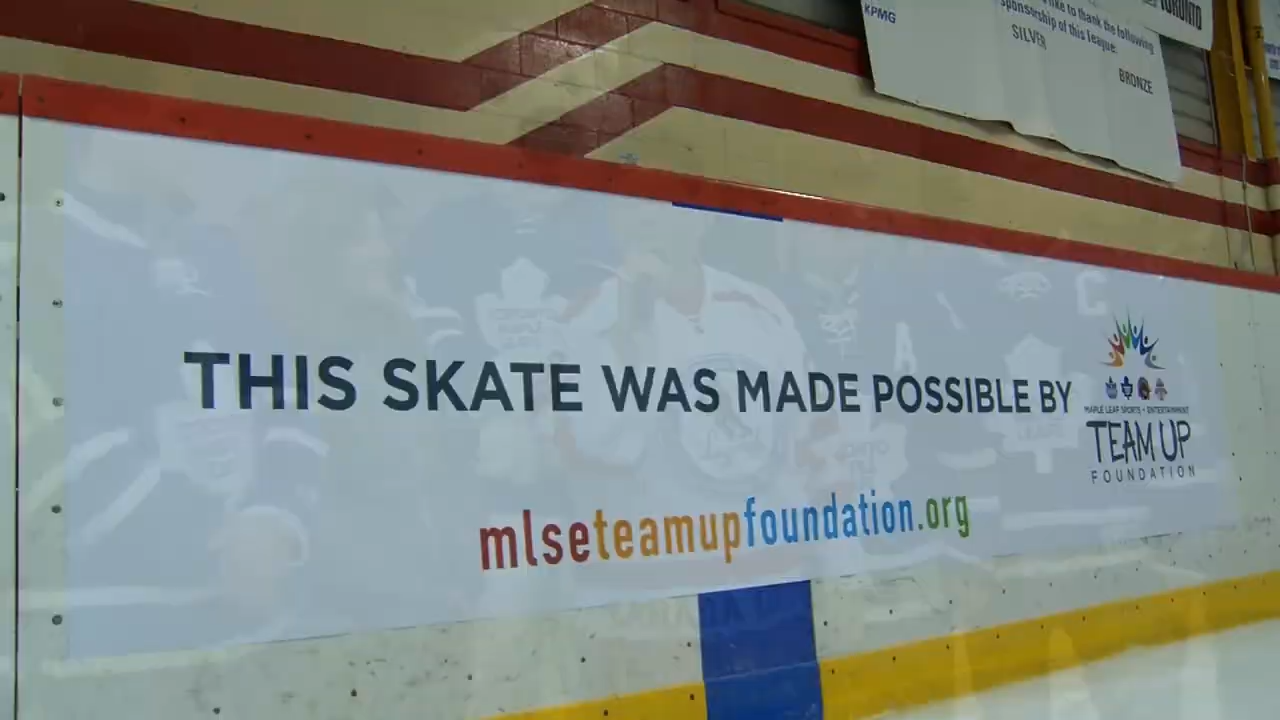 KPMG
like to thank the following
sponsorship of this league:
SILVER
BRONZE
TORONTO
THIS SKATE WAS MADE POSSIBLE BY
MAPLE LEAF SPORTS + ENTERTAINMENT
TEAM UP
FOUNDATION
mlseteamupfoundation.org
C
A